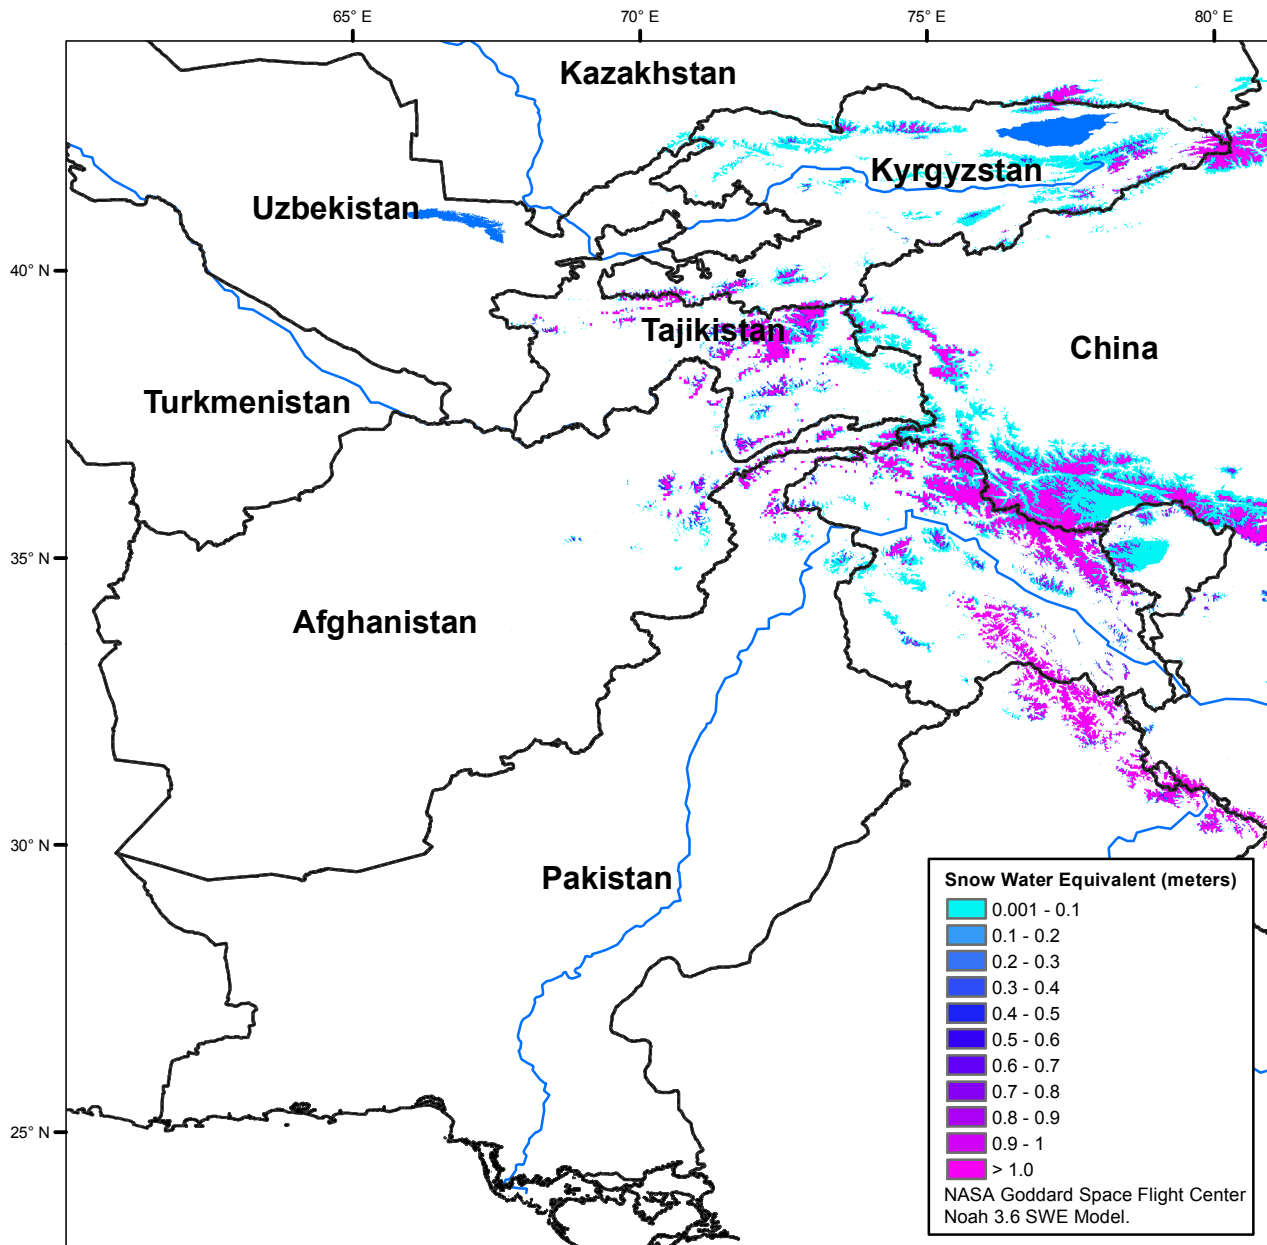 65° E
70° E
75° E
80° E
Kazakhstan
Kyrgyzstan
Uzbekistan
40° N
Tajikistan
China
Turkmenistan
35° N
Afghanistan
30° N
Pakistan
25° N
Snow Water Equivalent (meters)
0.001 - 0.1
0.1 - 0.2
0.2 - 0.3
0.3 - 0.4
0.4 - 0.5
0.5 - 0.6
0.6 - 0.7
0.7 - 0.8
0.8 - 0.9
0.9 - 1
> 1.0
NASA Goddard Space Flight Center
Noah 3.6 SWE Model.